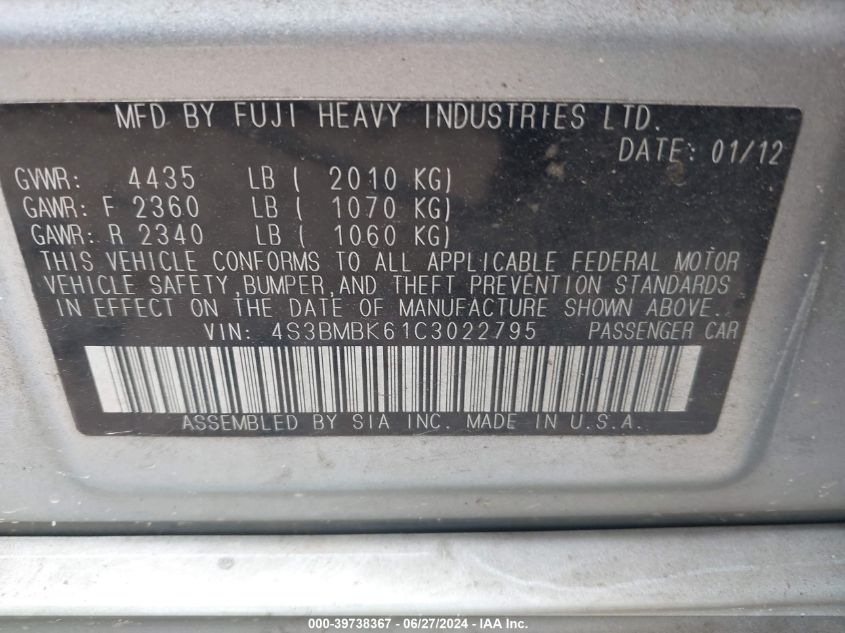 MFD BY FUJI HEAVY INDUSTRIES LTD.
DATE: 01/12
GVWR: 4435 LB ( 2010 KG)
GAWR: F 2360 LB ( 1070 KG)
GAWR: R 2340 LB ( 1060 KG)
THIS VEHICLE CONFORMS TO ALL APPLICABLE FEDERAL MOTOR
VEHICLE SAFETY,BUMPER,AND THEFT PREVENTION STANDARDS
IN EFFECT ON THE DATE OF MANUFACTURE SHOWN ABOVE..
VIN: 4S3BMBK61C3022795 PASSENGER CAR
ASSEMBLED BY SIA INC. MADE IN U.S.A.
000-39738367 - 06/27/2024 - IAA Inc.